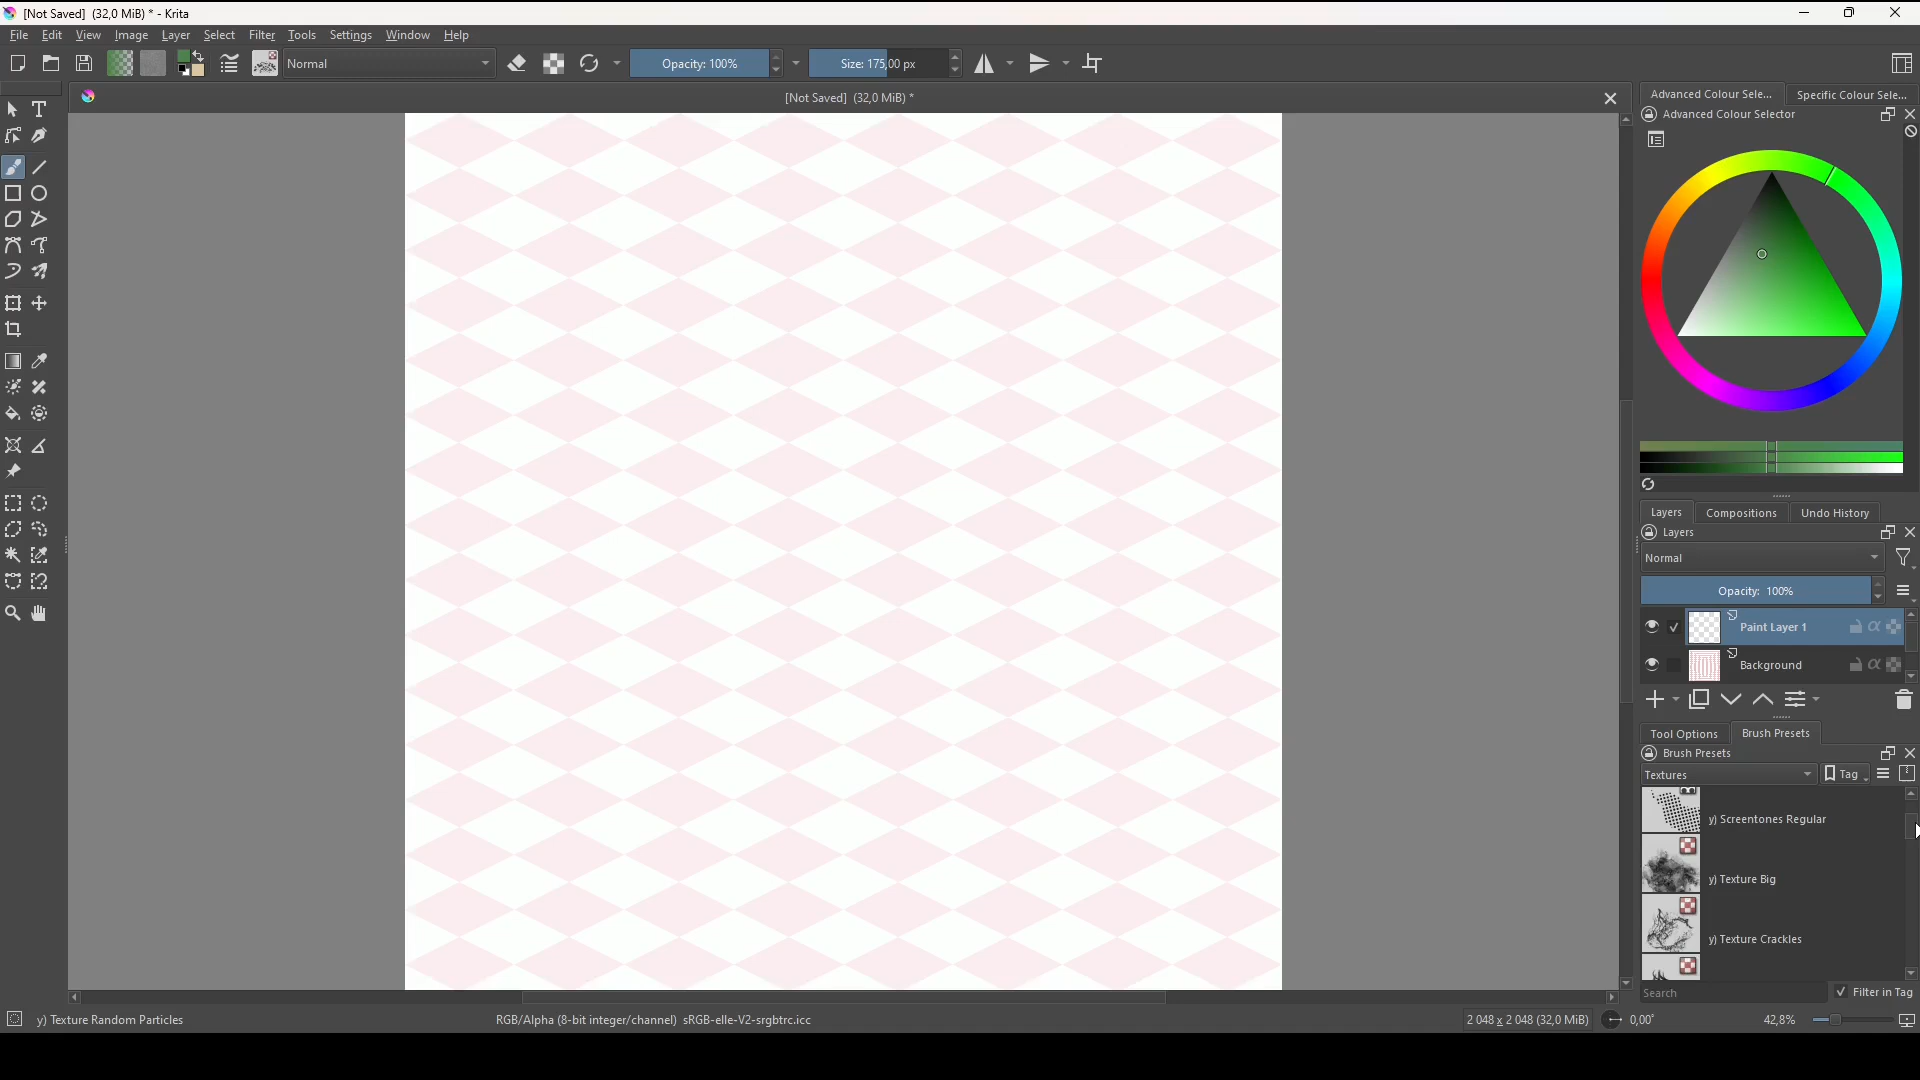 [Not Saved] (32,0 MiB) * - Krita
File Edit View Image Layer Select Filter Tools Settings Window Help
Normal Opacity: 100% Size: 175,00 px
[Not Saved] (32,0 MiB) *
Advanced Colour Sele... Specific Colour Sele...
Advanced Colour Selector
Layers Compositions Undo History
Layers
Normal
Opacity: 100%
Paint Layer 1
Background
Tool Options Brush Presets
Brush Presets
Textures Tag
y) Screentones Regular
y) Texture Big
y) Texture Crackles
Search Filter in Tag
y) Texture Random Particles RGB/Alpha (8-bit integer/channel) sRGB-elle-V2-srgbtrc.icc 2 048 x 2 048 (32,0 MiB) 0,00° 42,8%